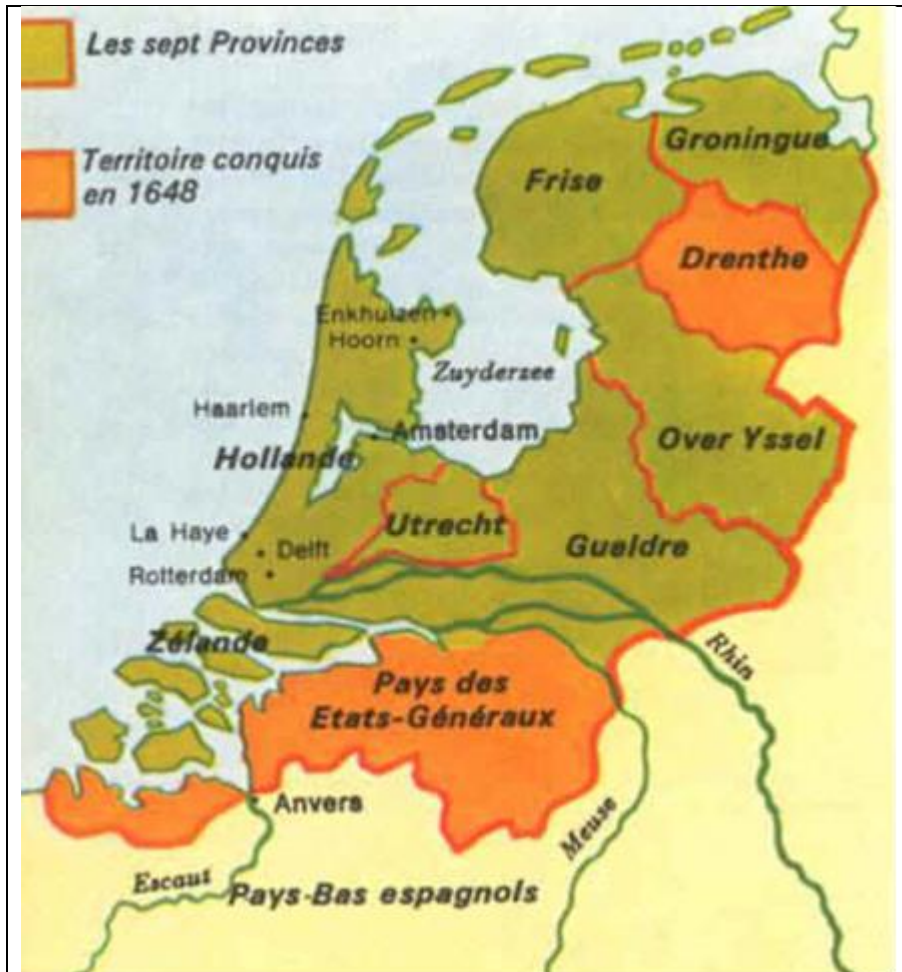 Les sept Provinces
Territoire conquis
en 1648
Groningue
Frise
Drenthe
Enkhuizen
Hoorn
Zuyderzee
Haarlem
Amsterdam
Hollande
Over Yssel
La Haye
Utrecht
Delft
Gueldre
Rotterdam
Zélande
Rhin
Pays des
Etats-Généraux
Anvers
Meuse
Escaut
Pays-Bas espagnols